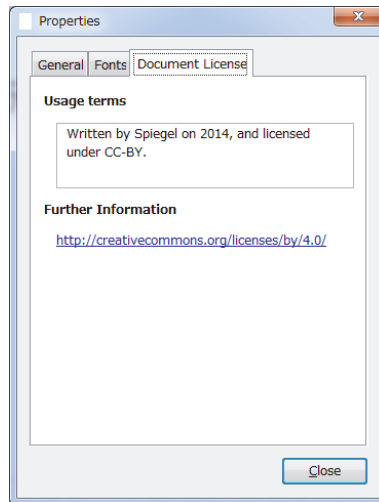 Properties
General Fonts Document License
Usage terms
Written by Spiegel on 2014, and licensed
under CC-BY.
Further Information
http://creativecommons.org/licenses/by/4.0/
Close